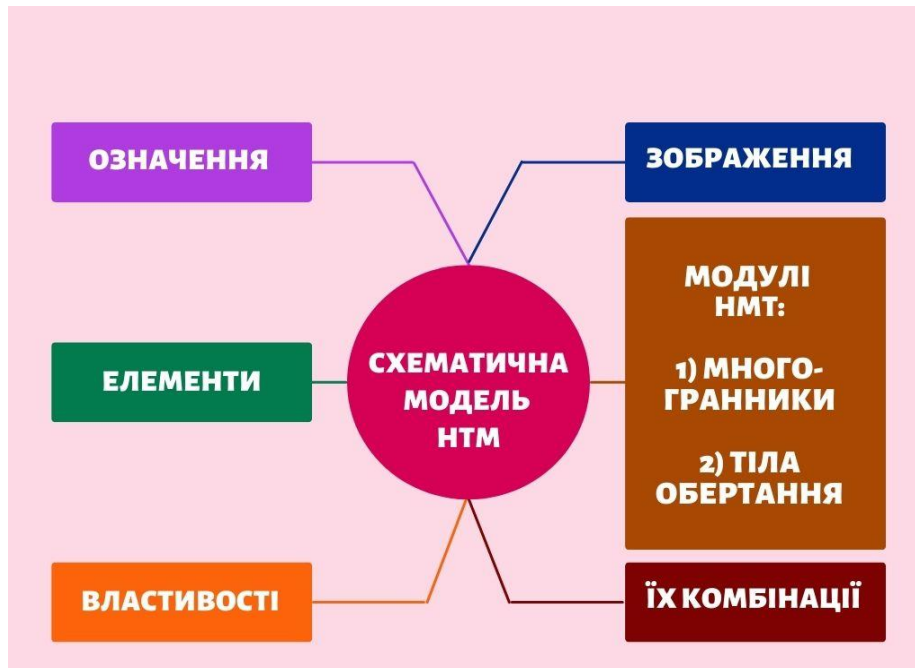 ОЗНАЧЕННЯ
ЗОБРАЖЕННЯ
МОДУЛІ
НМТ:
1) МНОГО-
ГРАННИКИ
2) ТІЛА
ОБЕРТАННЯ
СХЕМАТИЧНА
МОДЕЛЬ
НТМ
ЕЛЕМЕНТИ
ВЛАСТИВОСТІ
ЇХ КОМБІНАЦІЇ